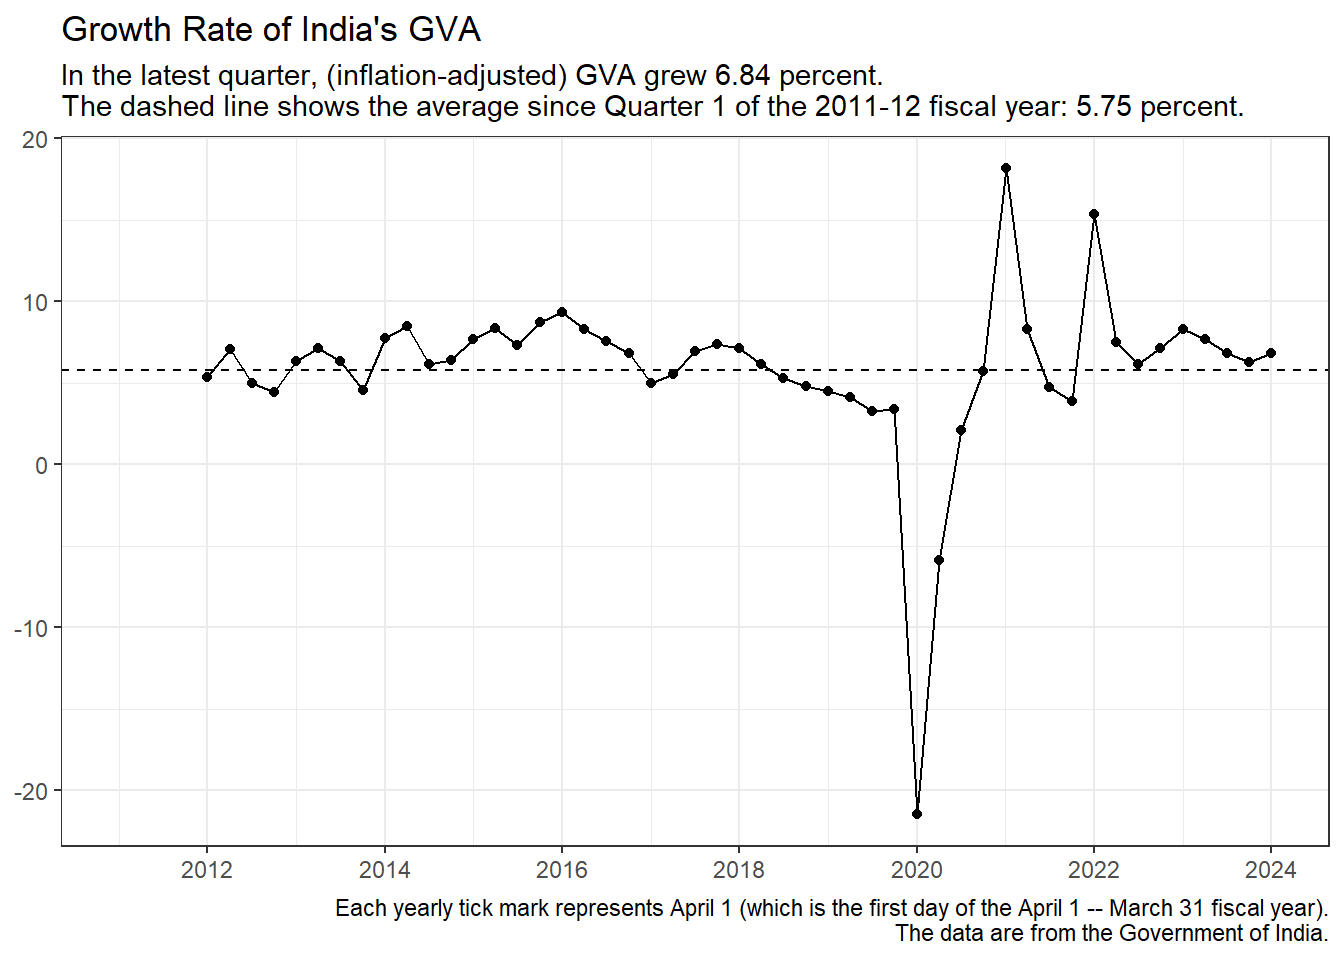 Growth Rate of India's GVA
In the latest quarter, (inflation-adjusted) GVA grew 6.84 percent.
The dashed line shows the average since Quarter 1 of the 2011-12 fiscal year: 5.75 percent.
20
10
0
-10
-20
2012 2014 2016 2018 2020 2022 2024
Each yearly tick mark represents April 1 (which is the first day of the April 1 -- March 31 fiscal year).
The data are from the Government of India.